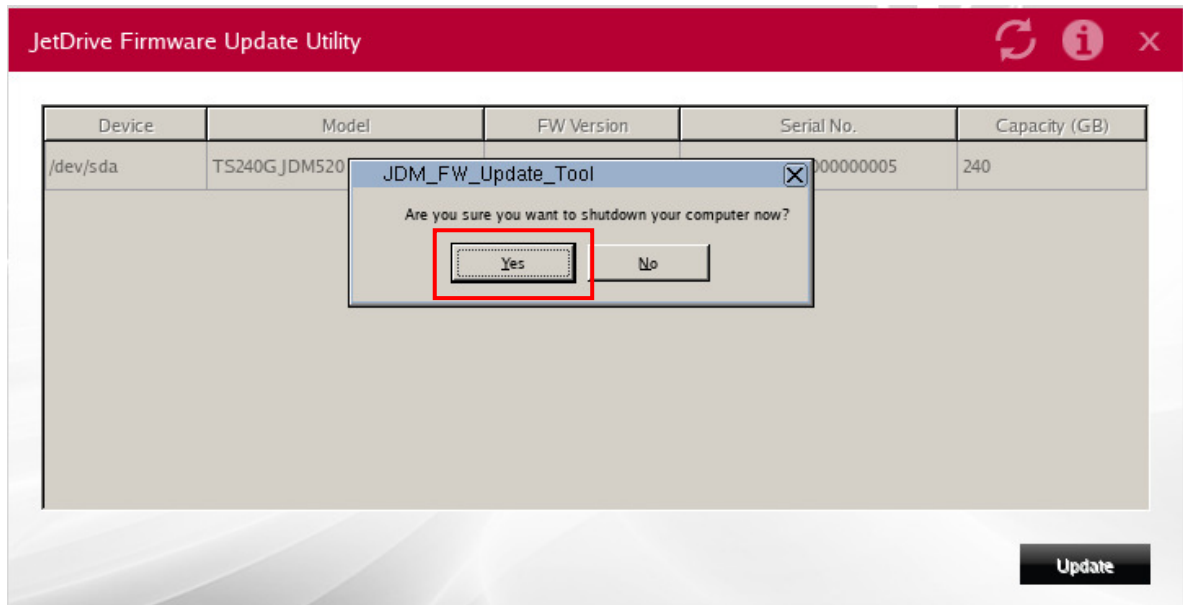 JetDrive Firmware Update Utility
Device Model FW Version Serial No. Capacity (GB)
/dev/sda TS240GJDM520 000000005 240
JDM_FW_Update_Tool
Are you sure you want to shutdown your computer now?
Yes No
Update